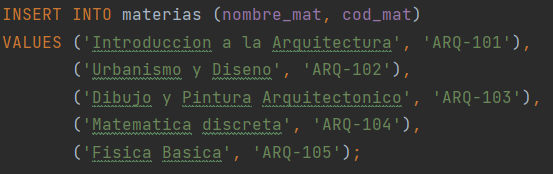 INSERT INTO materias (nombre_mat, cod_mat)
VALUES ('Introduccion a la Arquitectura', 'ARQ-101'),
('Urbanismo y Diseno', 'ARQ-102'),
('Dibujo y Pintura Arquitectonico', 'ARQ-103'),
('Matematica discreta', 'ARQ-104'),
('Fisica Basica', 'ARQ-105');